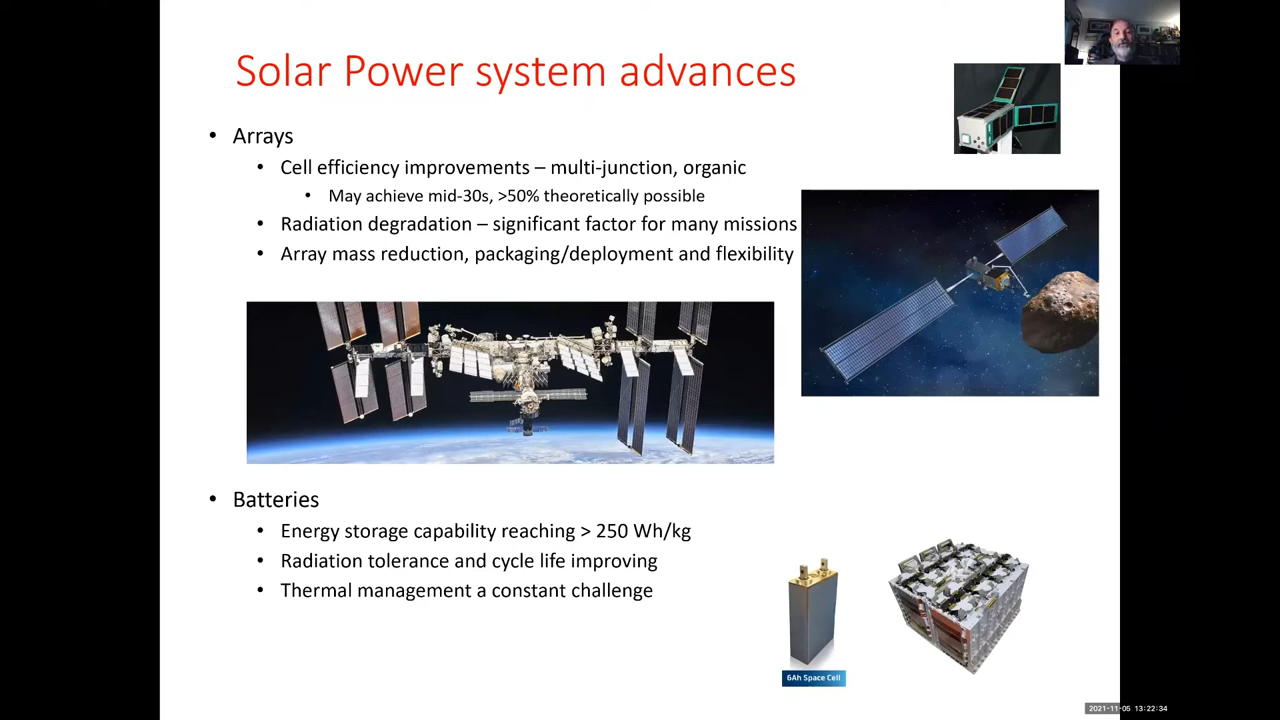 Solar Power system advances
• Arrays
• Cell efficiency improvements – multi-junction, organic
• May achieve mid-30s, >50% theoretically possible
• Radiation degradation – significant factor for many missions
• Array mass reduction, packaging/deployment and flexibility
• Batteries
• Energy storage capability reaching > 250 Wh/kg
• Radiation tolerance and cycle life improving
• Thermal management a constant challenge
6Ah Space Cell
2021-11-05 13:22:34